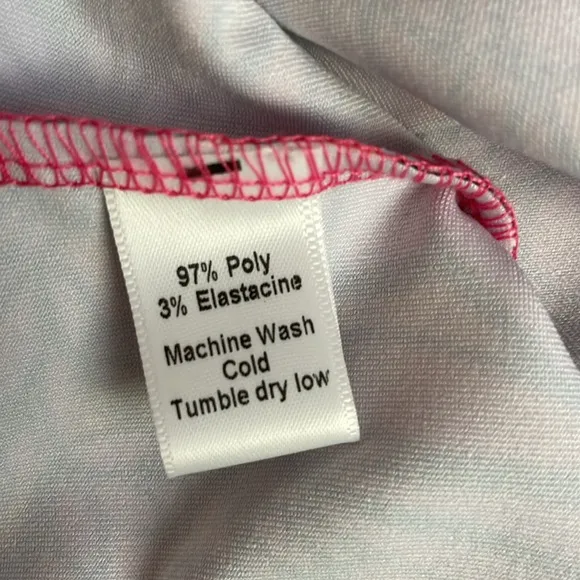 97% Poly
3% Elastacine
Machine Wash
Cold
Tumble dry low